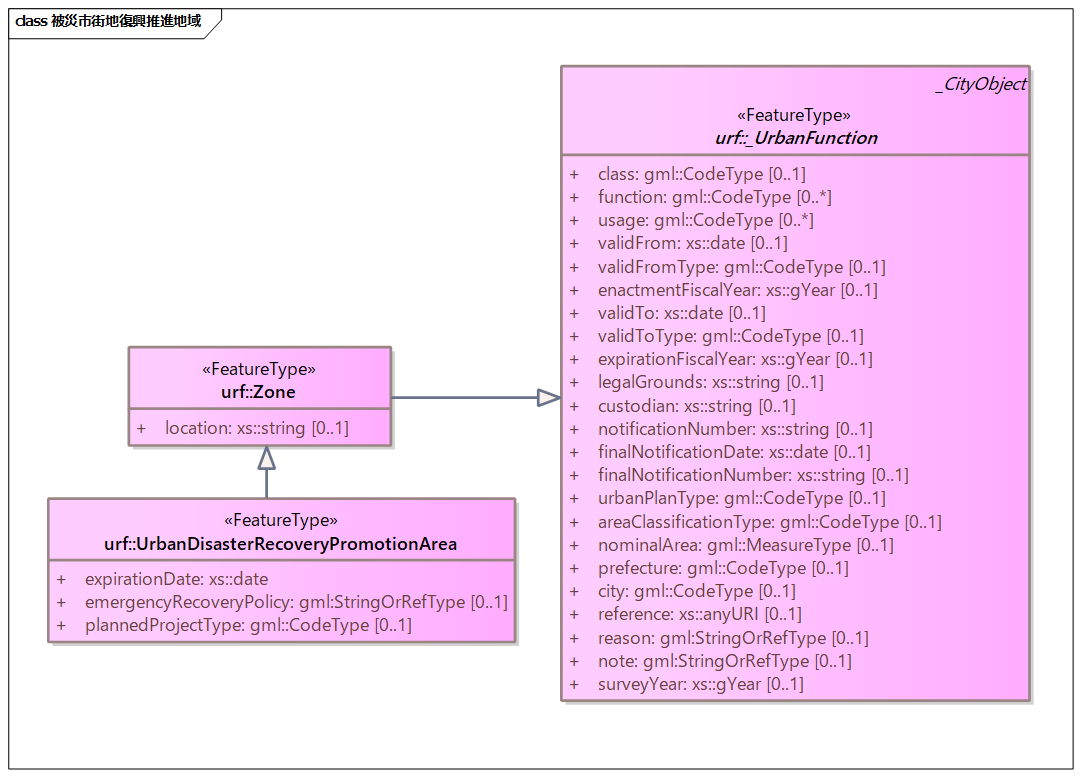 class 被災市街地復興推進地域
_CityObject
«FeatureType»
urf::_UrbanFunction
+ class: gml::CodeType [0..1]
+ function: gml::CodeType [0..*]
+ usage: gml::CodeType [0..*]
+ validFrom: xs::date [0..1]
+ validFromType: gml::CodeType [0..1]
+ enactmentFiscalYear: xs::gYear [0..1]
+ validTo: xs::date [0..1]
+ validToType: gml::CodeType [0..1]
+ expirationFiscalYear: xs::gYear [0..1]
+ legalGrounds: xs::string [0..1]
+ custodian: xs::string [0..1]
+ notificationNumber: xs::string [0..1]
+ finalNotificationDate: xs::date [0..1]
+ finalNotificationNumber: xs::string [0..1]
+ urbanPlanType: gml::CodeType [0..1]
+ areaClassificationType: gml::CodeType [0..1]
+ nominalArea: gml::MeasureType [0..1]
+ prefecture: gml::CodeType [0..1]
+ city: gml::CodeType [0..1]
+ reference: xs::anyURI [0..1]
+ reason: gml:StringOrRefType [0..1]
+ note: gml:StringOrRefType [0..1]
+ surveyYear: xs::gYear [0..1]
«FeatureType»
urf::Zone
+ location: xs::string [0..1]
«FeatureType»
urf::UrbanDisasterRecoveryPromotionArea
+ expirationDate: xs::date
+ emergencyRecoveryPolicy: gml:StringOrRefType [0..1]
+ plannedProjectType: gml::CodeType [0..1]